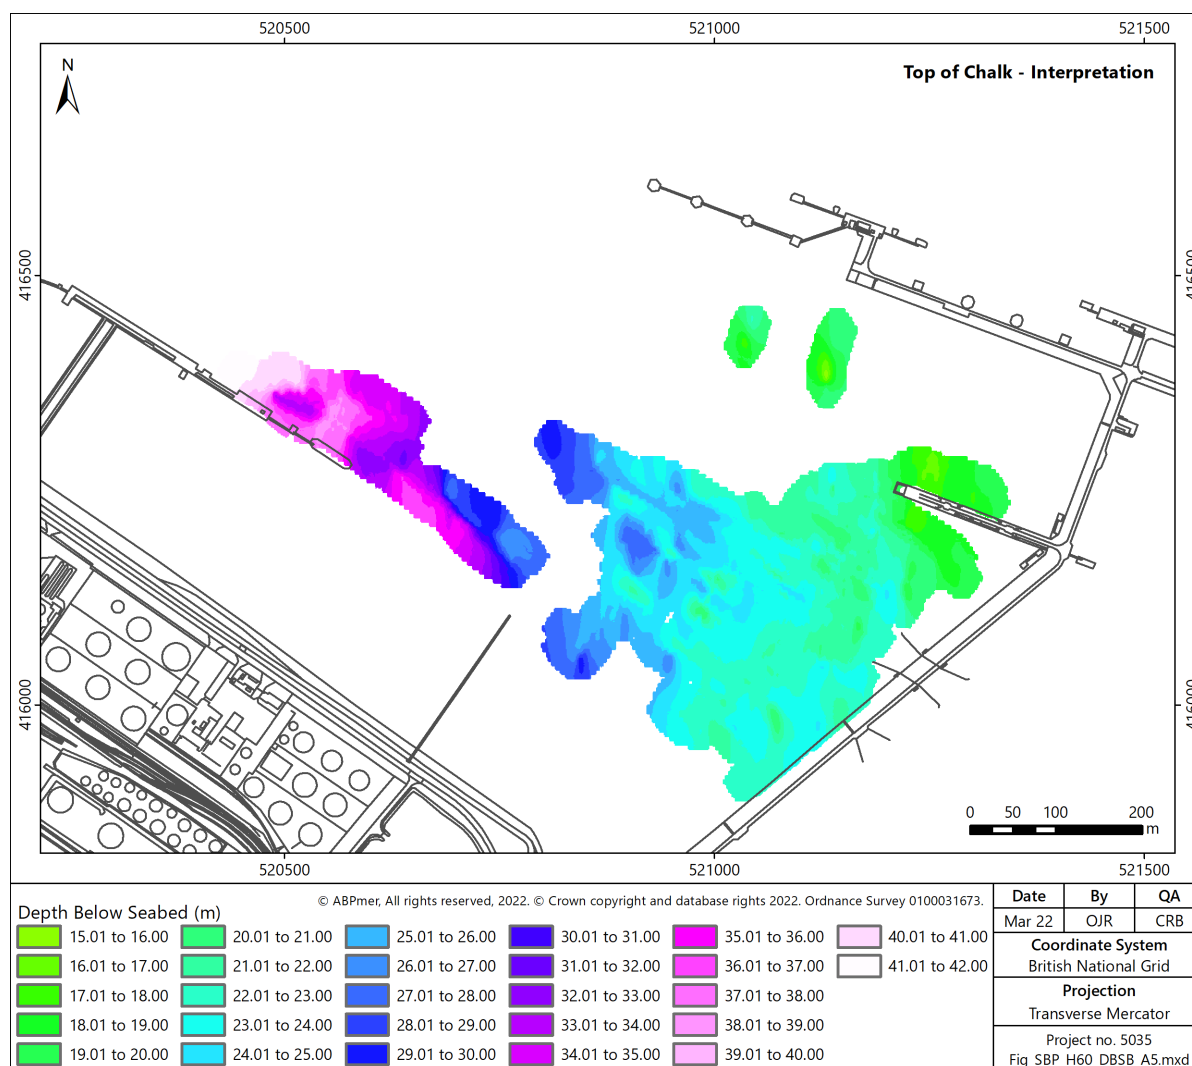 520500 521000 521500
N
Top of Chalk - Interpretation
416500 416500
416000 416000
0 50 100 200
m
520500 521000 521500
© ABPmer, All rights reserved, 2022. © Crown copyright and database rights 2022. Ordnance Survey 0100031673.
Depth Below Seabed (m)
15.01 to 16.00 20.01 to 21.00 25.01 to 26.00 30.01 to 31.00 35.01 to 36.00 40.01 to 41.00
16.01 to 17.00 21.01 to 22.00 26.01 to 27.00 31.01 to 32.00 36.01 to 37.00 41.01 to 42.00
17.01 to 18.00 22.01 to 23.00 27.01 to 28.00 32.01 to 33.00 37.01 to 38.00
18.01 to 19.00 23.01 to 24.00 28.01 to 29.00 33.01 to 34.00 38.01 to 39.00
19.01 to 20.00 24.01 to 25.00 29.01 to 30.00 34.01 to 35.00 39.01 to 40.00
Date By QA
Mar 22 OJR CRB
Coordinate System
British National Grid
Projection
Transverse Mercator
Project no. 5035
Fig_SBP_H60_DBSB_A5.mxd